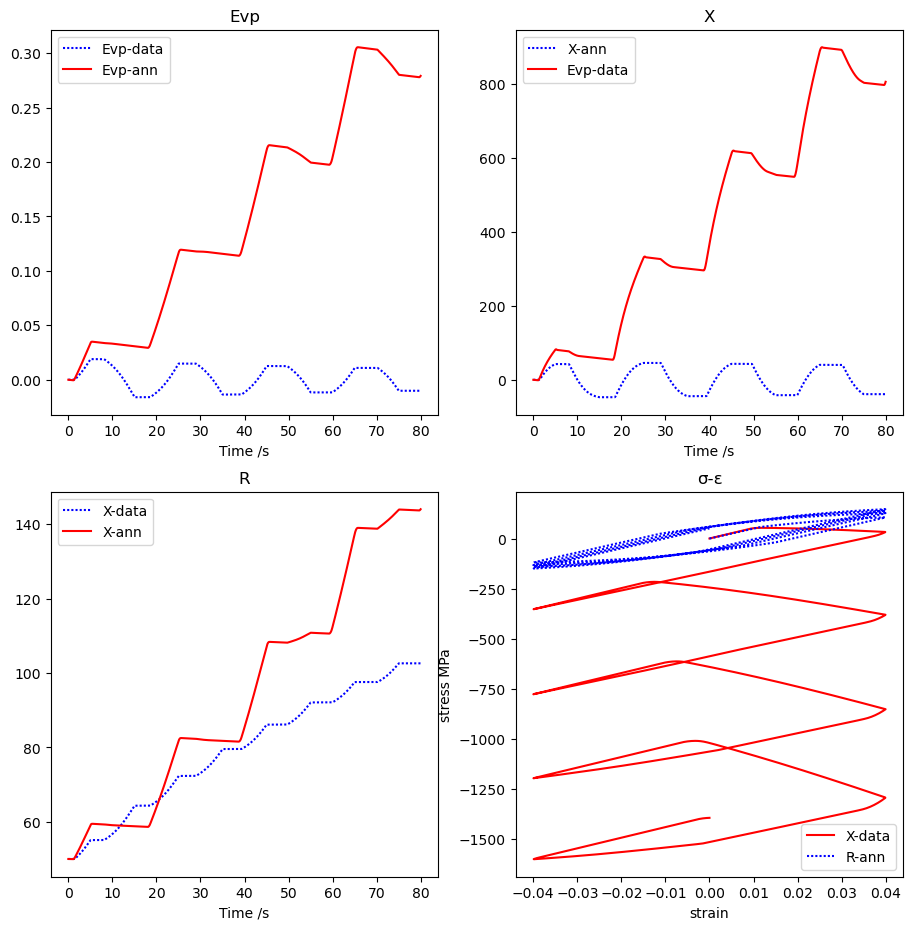 Evp
Evp-data
Evp-ann
0.30
0.25
0.20
0.15
0.10
0.05
0.00
0 10 20 30 40 50 60 70 80
Time /s
X
X-ann
Evp-data
800
600
400
200
0
0 10 20 30 40 50 60 70 80
Time /s
R
X-data
X-ann
140
120
100
80
60
0 10 20 30 40 50 60 70 80
Time /s
σ-ε
0
−250
−500
−750
−1000
−1250
−1500
stress MPa
X-data
R-ann
−0.04 −0.03 −0.02 −0.01 0.00 0.01 0.02 0.03 0.04
strain